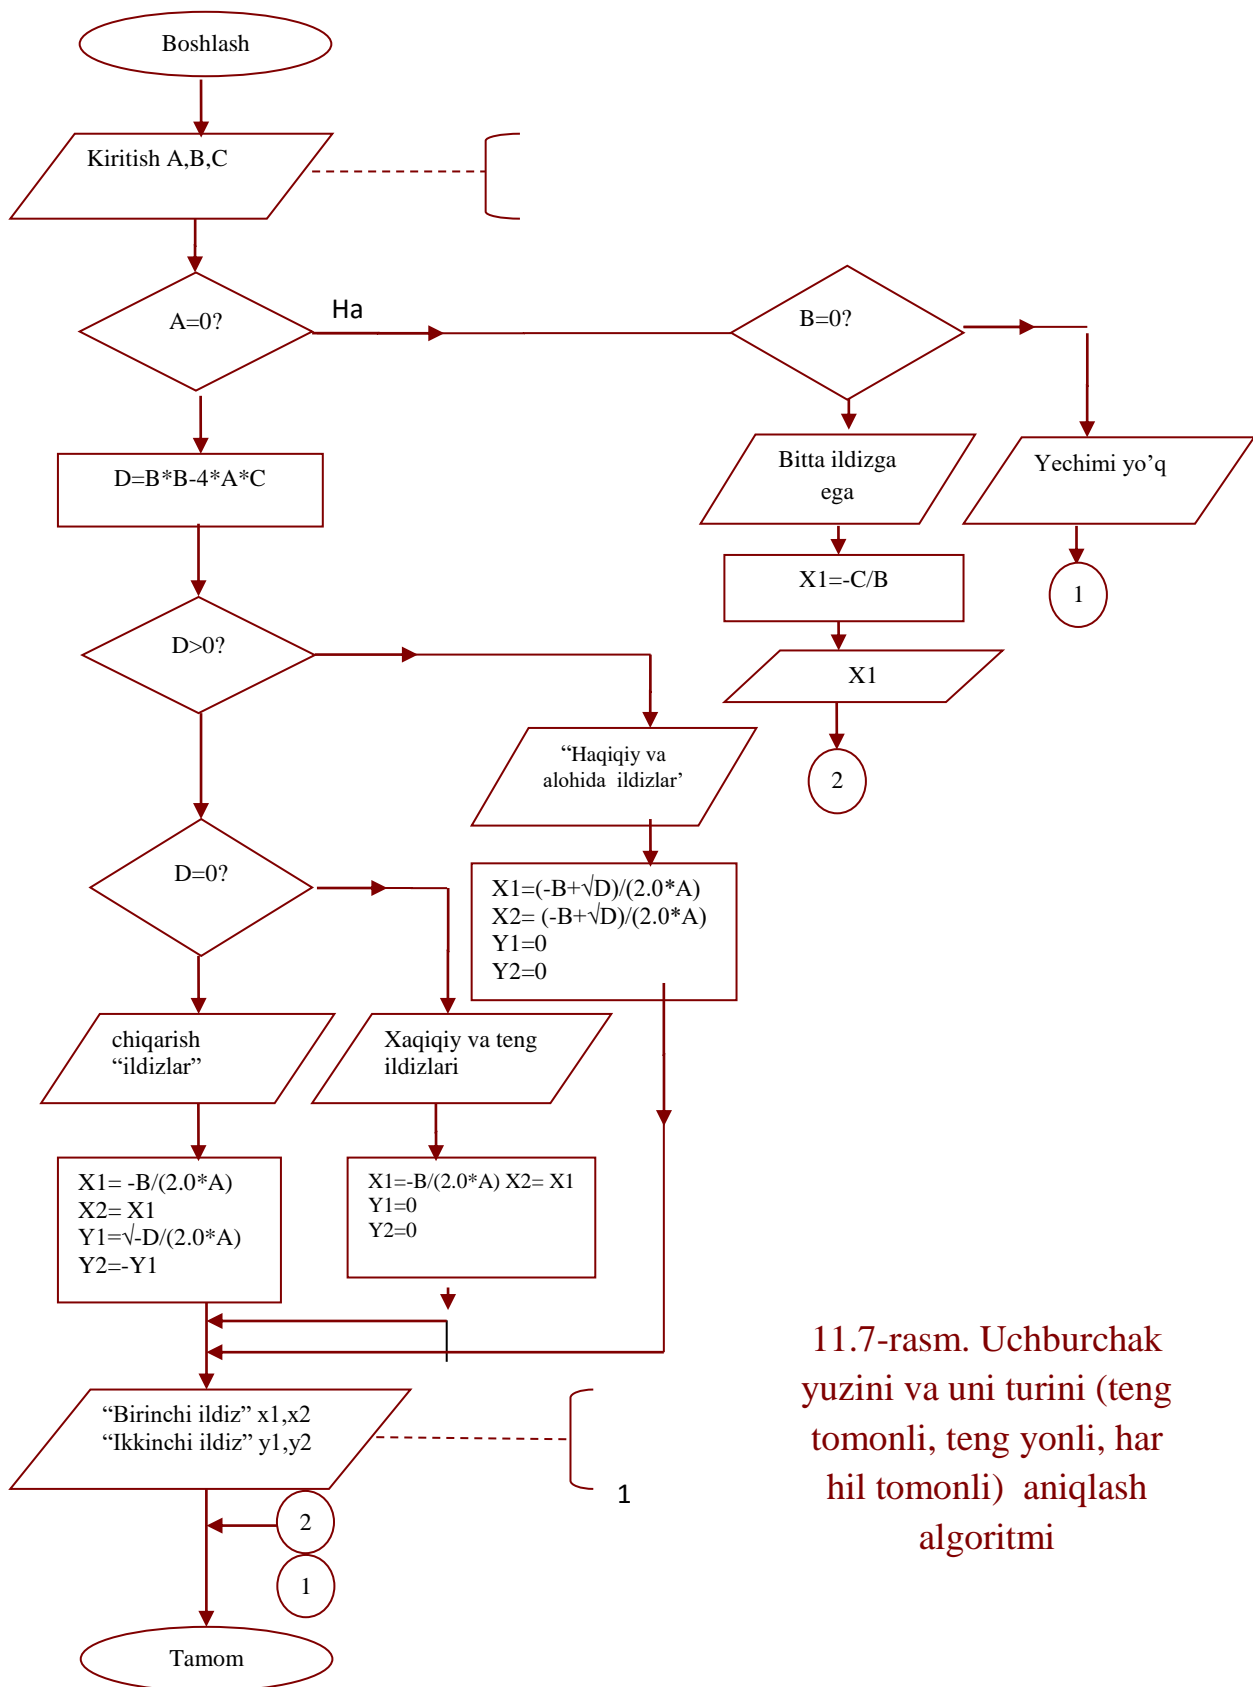 Boshlash
Kiritish A,B,C
A=0?
Ha
B=0?
D=B*B-4*A*C
Bitta ildizga
ega
Yechimi yo’q
X1=-C/B
1
D>0?
X1
“Haqiqiy va
alohida ildizlar’
2
D=0?
X1=(-B+√D)/(2.0*A)
X2= (-B+√D)/(2.0*A)
Y1=0
Y2=0
chiqarish
“ildizlar”
Xaqiqiy va teng
ildizlari
X1= -B/(2.0*A)
X2= X1
Y1=√-D/(2.0*A)
Y2=-Y1
X1=-B/(2.0*A) X2= X1
Y1=0
Y2=0
11.7-rasm. Uchburchak
yuzini va uni turini (teng
tomonli, teng yonli, har
hil tomonli) aniqlash
algoritmi
“Birinchi ildiz” x1,x2
“Ikkinchi ildiz” y1,y2
1
2
1
Tamom